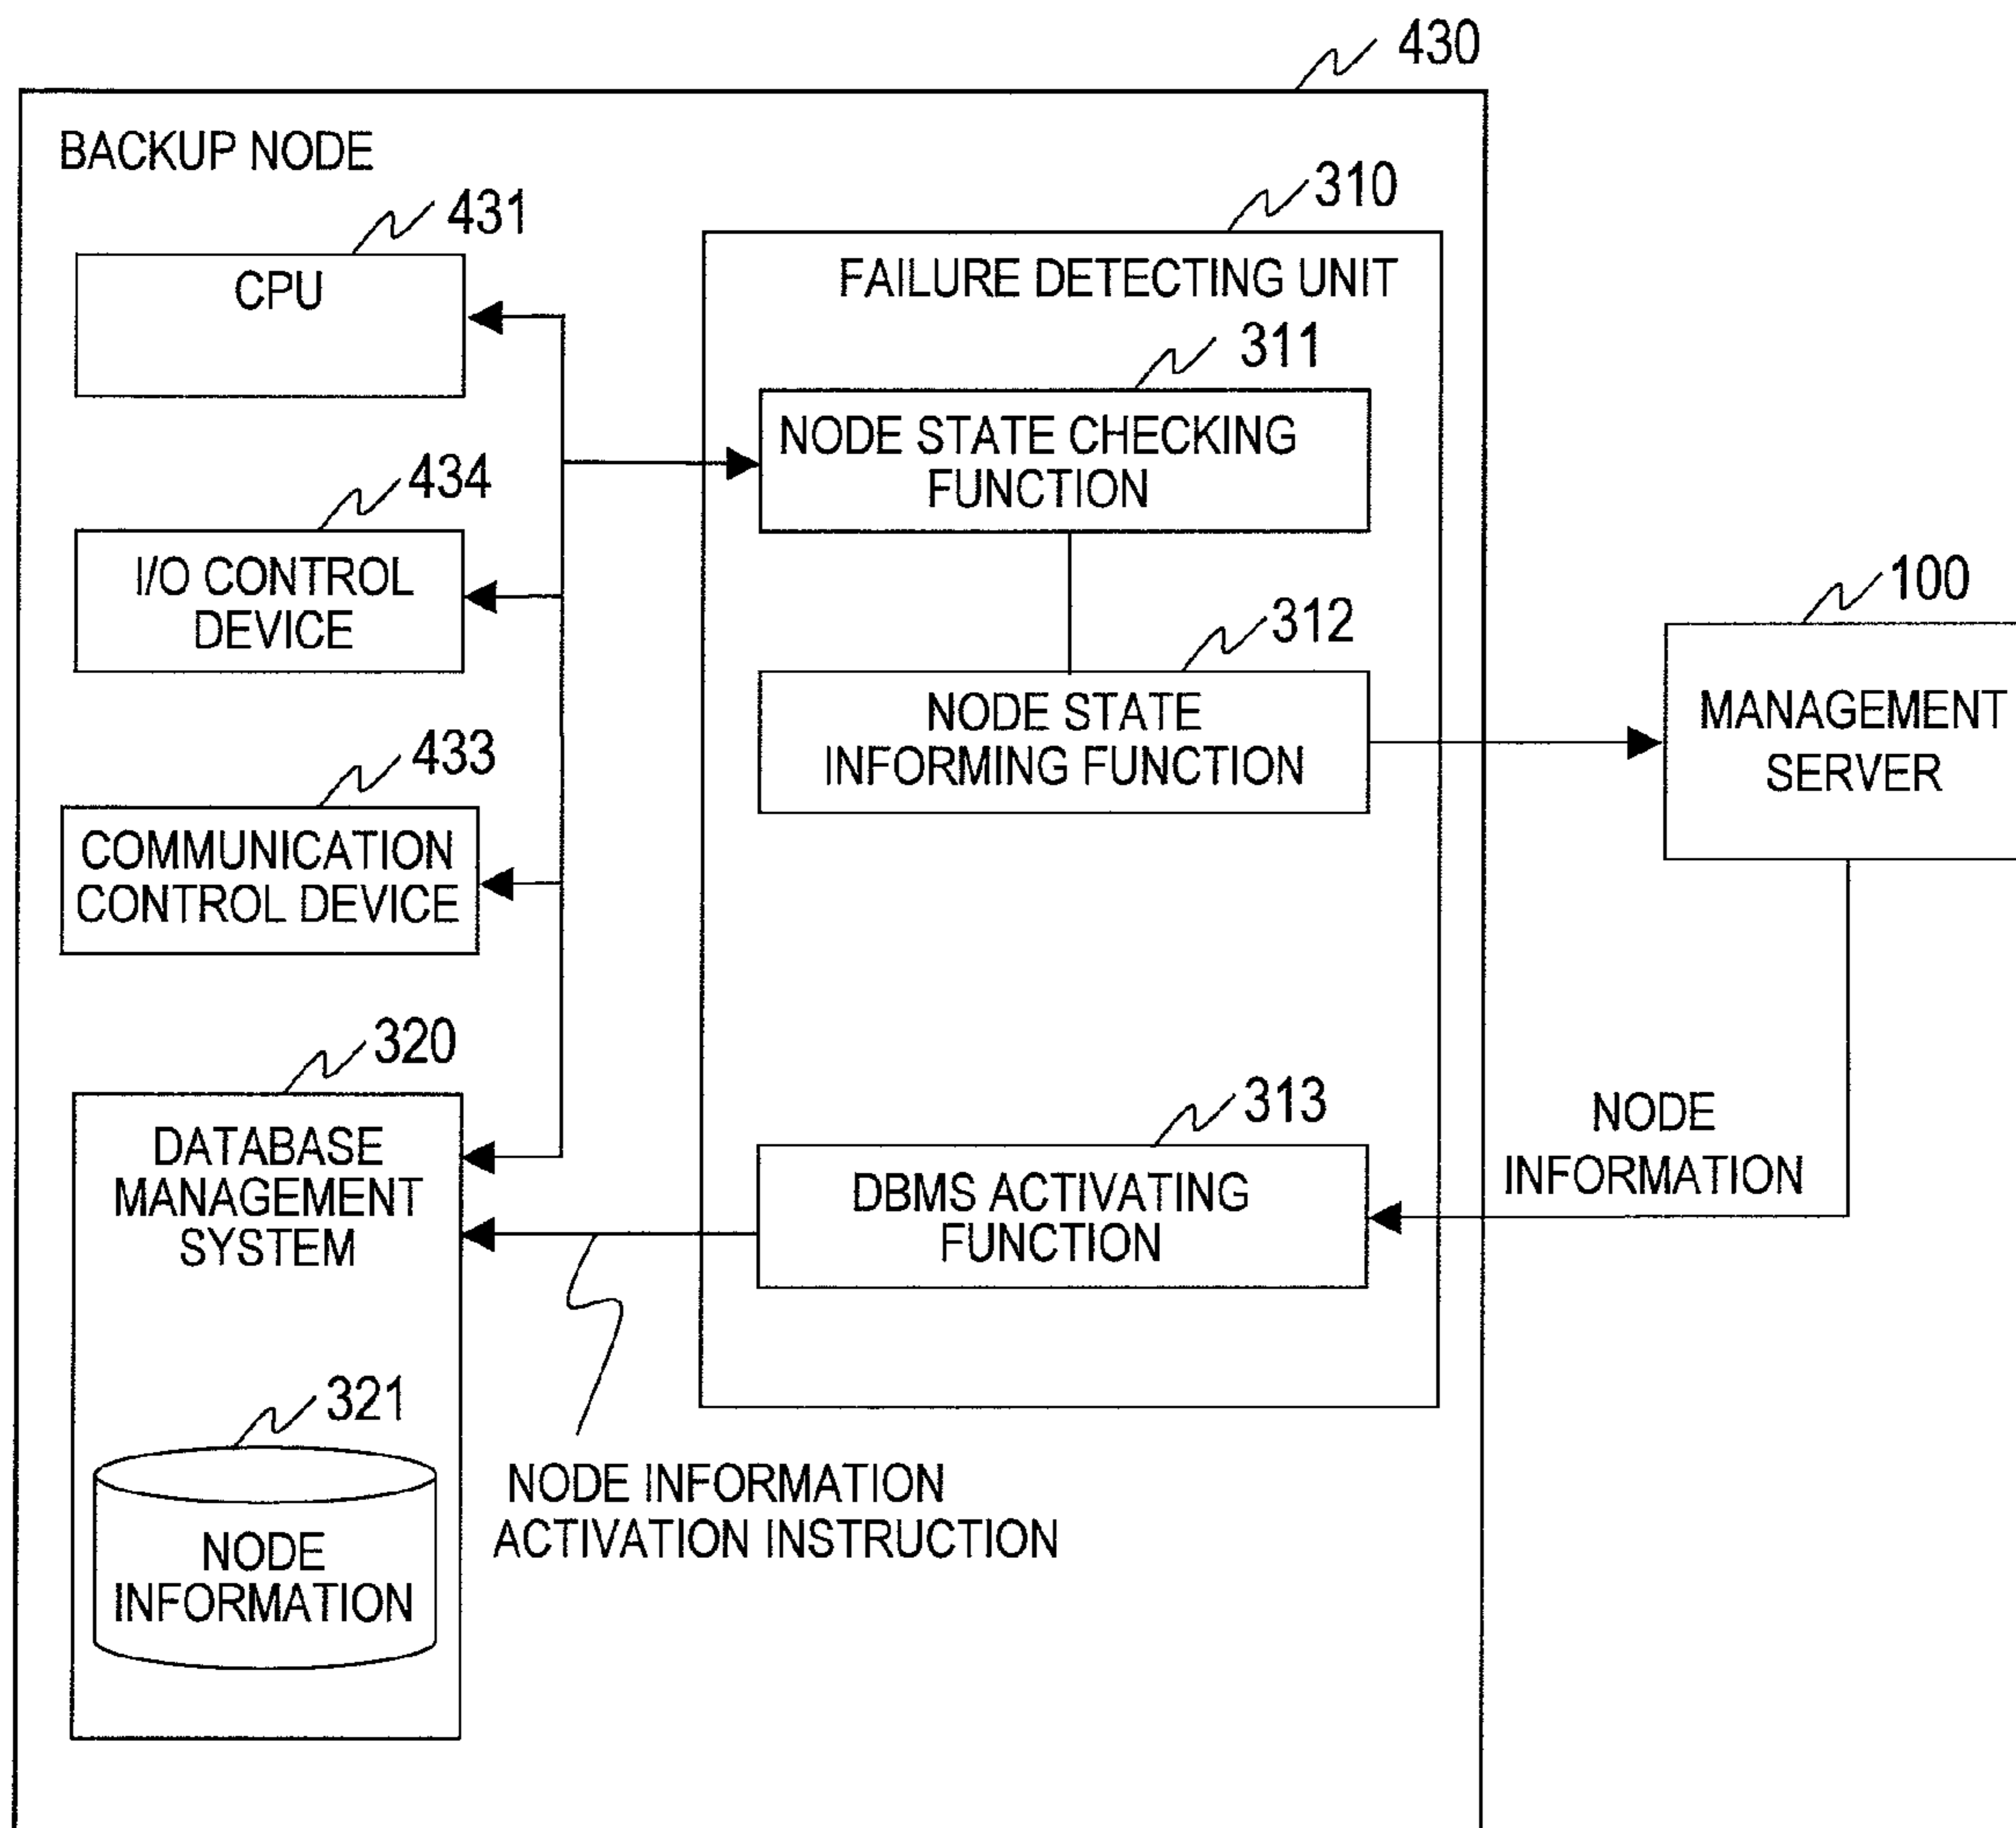 430
BACKUP NODE
431
CPU
310
FAILURE DETECTING UNIT
311
NODE STATE CHECKING
FUNCTION
434
I/O CONTROL
DEVICE
312
NODE STATE
INFORMING FUNCTION
100
MANAGEMENT
SERVER
433
COMMUNICATION
CONTROL DEVICE
320
DATABASE
MANAGEMENT
SYSTEM
313
DBMS ACTIVATING
FUNCTION
NODE
INFORMATION
321
NODE
INFORMATION
NODE INFORMATION
ACTIVATION INSTRUCTION